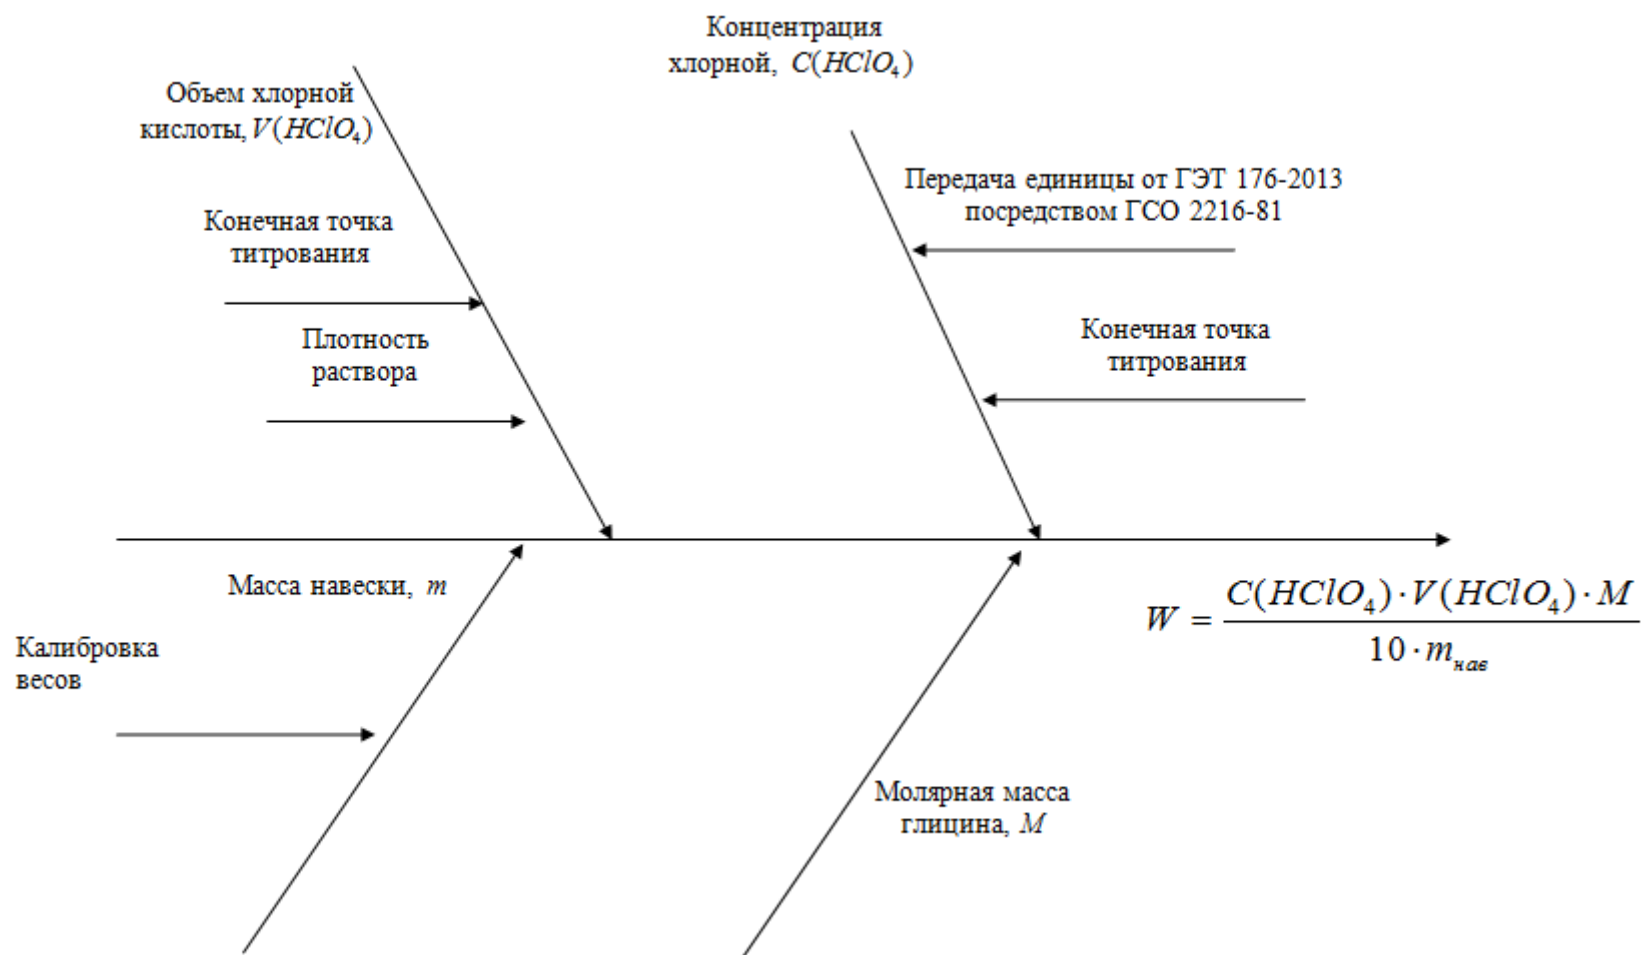 Концентрация
хлорной, C(HClO₄)
Объем хлорной
кислоты, V(HClO₄)
Передача единицы от ГЭТ 176-2013
посредством ГСО 2216-81
Конечная точка
титрования
Плотность
раствора
Конечная точка
титрования
Масса навески, m
W = C(HClO₄)·V(HClO₄)·M / 10·mнав
Калибровка
весов
Молярная масса
глицина, M